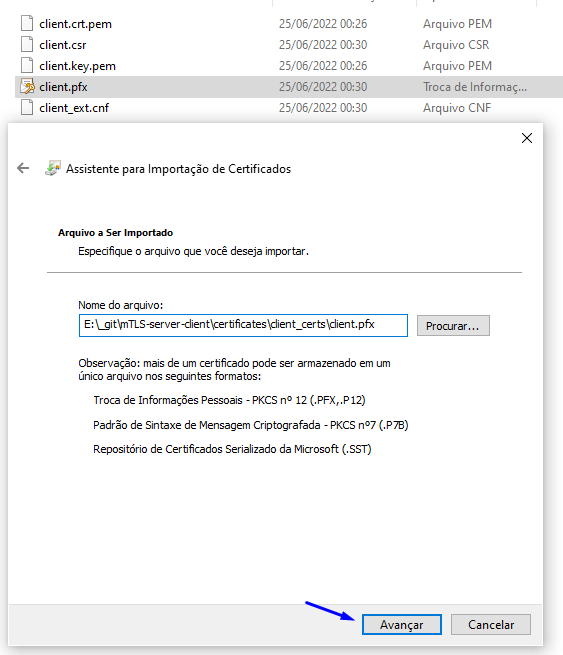 client.crt.pem 25/06/2022 00:26 Arquivo PEM
client.csr 25/06/2022 00:30 Arquivo CSR
client.key.pem 25/06/2022 00:26 Arquivo PEM
client.pfx 25/06/2022 00:30 Troca de Informaç...
client_ext.cnf 25/06/2022 00:30 Arquivo CNF
Assistente para Importação de Certificados
Arquivo a Ser Importado
Especifique o arquivo que você deseja importar.
Nome do arquivo:
E:\_git\mTLS-server-client\certificates\client_certs\client.pfx Procurar...
Observação: mais de um certificado pode ser armazenado em um
único arquivo nos seguintes formatos:
Troca de Informações Pessoais - PKCS nº 12 (.PFX,.P12)
Padrão de Sintaxe de Mensagem Criptografada - PKCS nº7 (.P7B)
Repositório de Certificados Serializado da Microsoft (.SST)
Avançar Cancelar